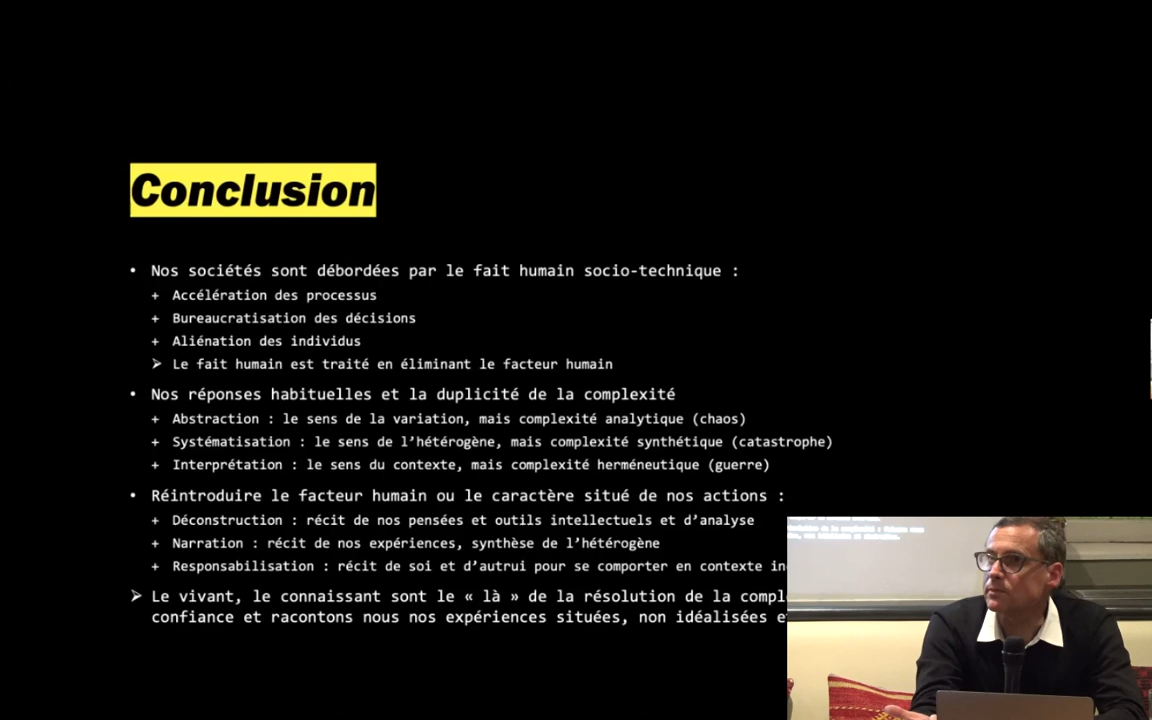 Conclusion
• Nos sociétés sont débordées par le fait humain socio-technique :
+ Accélération des processus
+ Bureaucratisation des décisions
+ Aliénation des individus
➢ Le fait humain est traité en éliminant le facteur humain
• Nos réponses habituelles et la duplicité de la complexité
+ Abstraction : le sens de la variation, mais complexité analytique (chaos)
+ Systématisation : le sens de l’hétérogène, mais complexité synthétique (catastrophe)
+ Interprétation : le sens du contexte, mais complexité herméneutique (guerre)
• Réintroduire le facteur humain ou le caractère situé de nos actions :
+ Déconstruction : récit de nos pensées et outils intellectuels et d’analyse
+ Narration : récit de nos expériences, synthèse de l’hétérogène
+ Responsabilisation : récit de soi et d’autrui pour se comporter en contexte
➢ Le vivant, le connaissant sont le « là » de la résolution de la
confiance et racontons nous nos expériences situées, non idéalisées